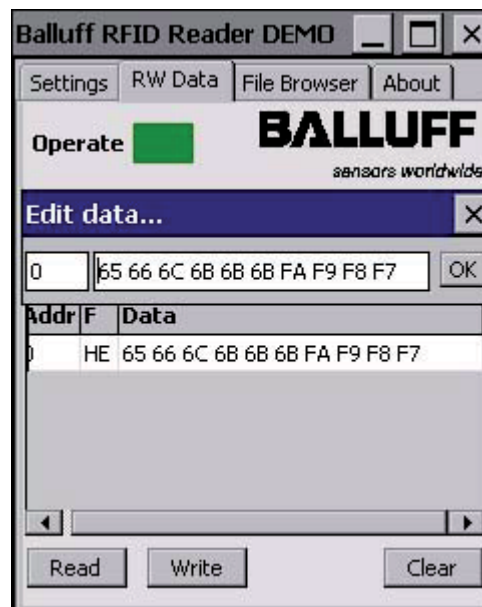 Balluff RFID Reader DEMO
Settings RW Data File Browser About
Operate BALLUFF
sensors worldwide
Edit data...
0 65 66 6C 6B 6B 6B FA F9 F8 F7 OK
Addr F Data
0 HE 65 66 6C 6B 6B 6B FA F9 F8 F7
Read Write Clear